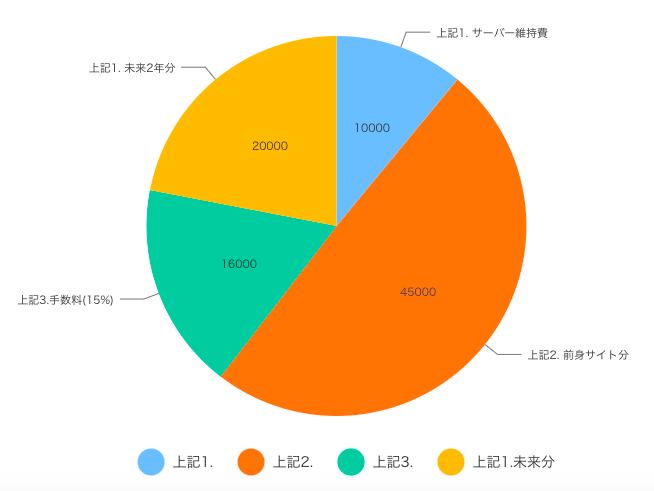 上記1. サーバー維持費
上記1. 未来2年分
10000
20000
16000
45000
上記3.手数料(15%)
上記2. 前身サイト分
上記1.
上記2.
上記3.
上記1.未来分